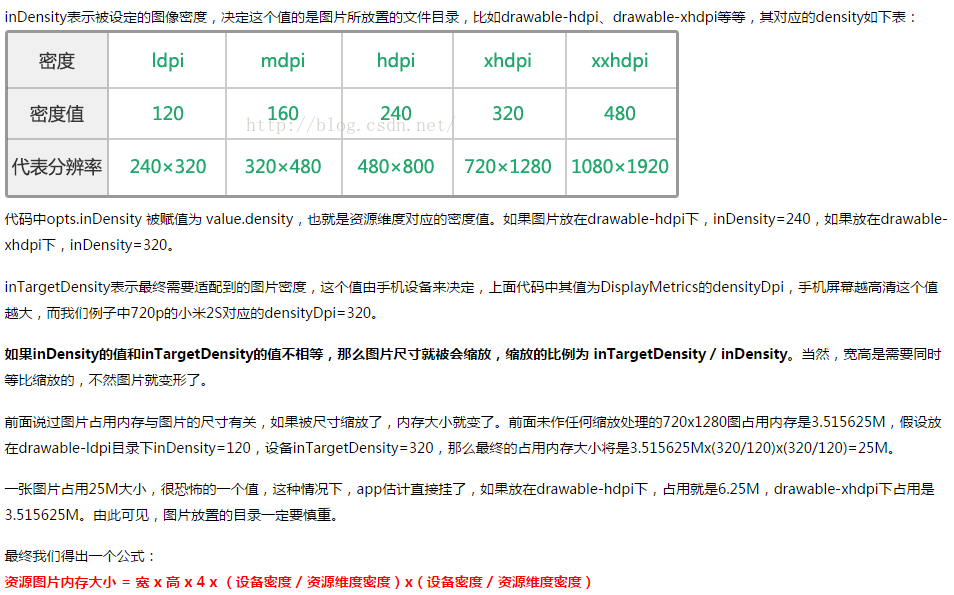 inDensity表示被设定的图像密度，决定这个值的是图片所放置的文件目录，比如drawable-hdpi、drawable-xhdpi等等，其对应的density如下表：
密度 ldpi mdpi hdpi xhdpi xxhdpi
密度值 120 160 240 320 480
http://blog.csdn.net/
代表分辨率 240×320 320×480 480×800 720×1280 1080×1920
代码中opts.inDensity 被赋值为 value.density，也就是资源维度对应的密度值。如果图片放在drawable-hdpi下，inDensity=240，如果放在drawable-
xhdpi下，inDensity=320。
inTargetDensity表示最终需要适配到的图片密度，这个值由手机设备来决定，上面代码中其值为DisplayMetrics的densityDpi，手机屏幕越高清这个值
越大，而我们例子中720p的小米2S对应的densityDpi=320。
如果inDensity的值和inTargetDensity的值不相等，那么图片尺寸就被会缩放，缩放的比例为 inTargetDensity / inDensity。当然，宽高是需要同时
等比缩放的，不然图片就变形了。
前面说过图片占用内存与图片的尺寸有关，如果被尺寸缩放了，内存大小就变了。前面未作任何缩放处理的720x1280图占用内存是3.515625M，假设放
在drawable-ldpi目录下inDensity=120，设备inTargetDensity=320，那么最终的占用内存大小将是3.515625Mx(320/120)x(320/120)=25M。
一张图片占用25M大小，很恐怖的一个值，这种情况下，app估计直接挂了，如果放在drawable-hdpi下，占用就是6.25M，drawable-xhdpi下占用是
3.515625M。由此可见，图片放置的目录一定要慎重。
最终我们得出一个公式：
资源图片内存大小 = 宽 x 高 x 4 x （设备密度 / 资源维度密度）x（设备密度 / 资源维度密度）